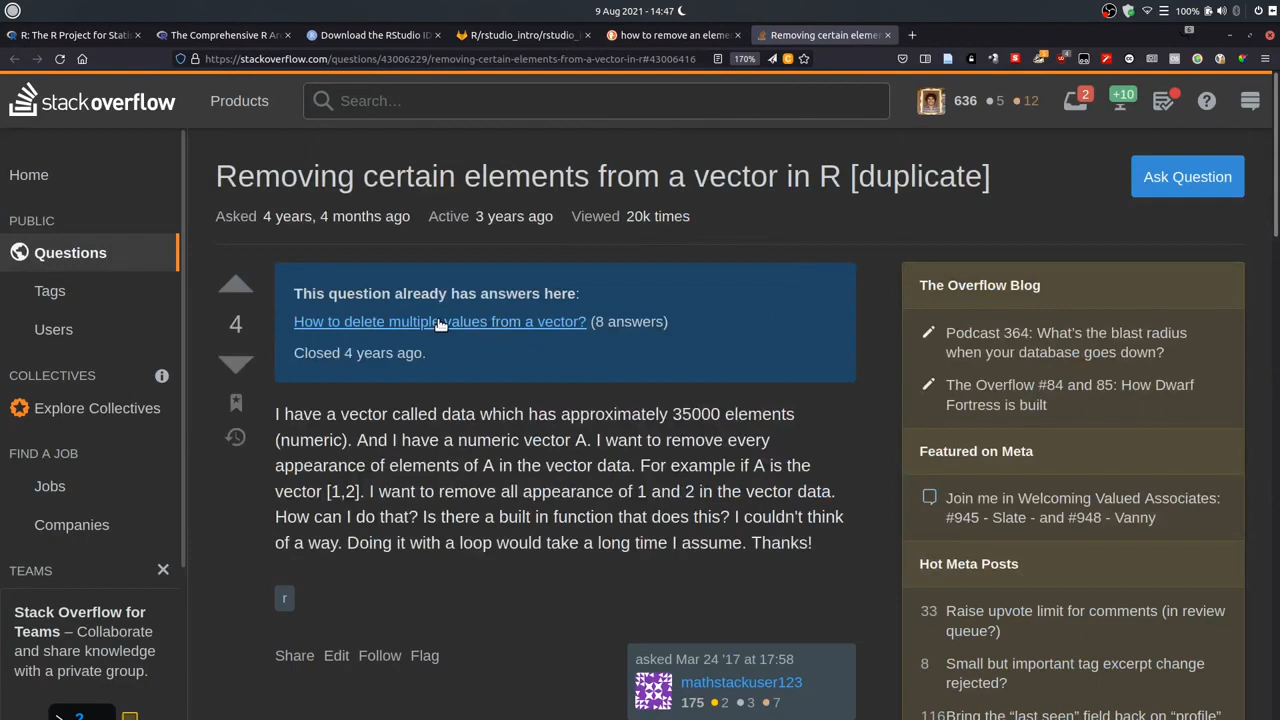 9 Aug 2021 - 14:47
100%
R: The R Project for Stati
The Comprehensive R Ar
Download the RStudio ID
R/rstudio_intro/rstudio_i
how to remove an eleme
Removing certain elemen
https://stackoverflow.com/questions/43006229/removing-certain-elements-from-a-vector-in-r#43006416
170%
stackoverflow
Products
Search...
636 5 12
2
+10
Removing certain elements from a vector in R [duplicate]
Ask Question
Asked 4 years, 4 months ago Active 3 years ago Viewed 20k times
Home
PUBLIC
Questions
Tags
Users
COLLECTIVES
Explore Collectives
FIND A JOB
Jobs
Companies
TEAMS
Stack Overflow for
Teams – Collaborate
and share knowledge
with a private group.
4
This question already has answers here:
How to delete multiple values from a vector? (8 answers)
Closed 4 years ago.
I have a vector called data which has approximately 35000 elements
(numeric). And I have a numeric vector A. I want to remove every
appearance of elements of A in the vector data. For example if A is the
vector [1,2]. I want to remove all appearance of 1 and 2 in the vector data.
How can I do that? Is there a built in function that does this? I couldn't think
of a way. Doing it with a loop would take a long time I assume. Thanks!
r
Share Edit Follow Flag
asked Mar 24 '17 at 17:58
mathstackuser123
175 2 3 7
The Overflow Blog
Podcast 364: What's the blast radius
when your database goes down?
The Overflow #84 and 85: How Dwarf
Fortress is built
Featured on Meta
Join me in Welcoming Valued Associates:
#945 - Slate - and #948 - Vanny
Hot Meta Posts
33 Raise upvote limit for comments (in review
queue?)
8 Small but important tag excerpt change
rejected?
116 Bring the "last seen" field back on "profile"